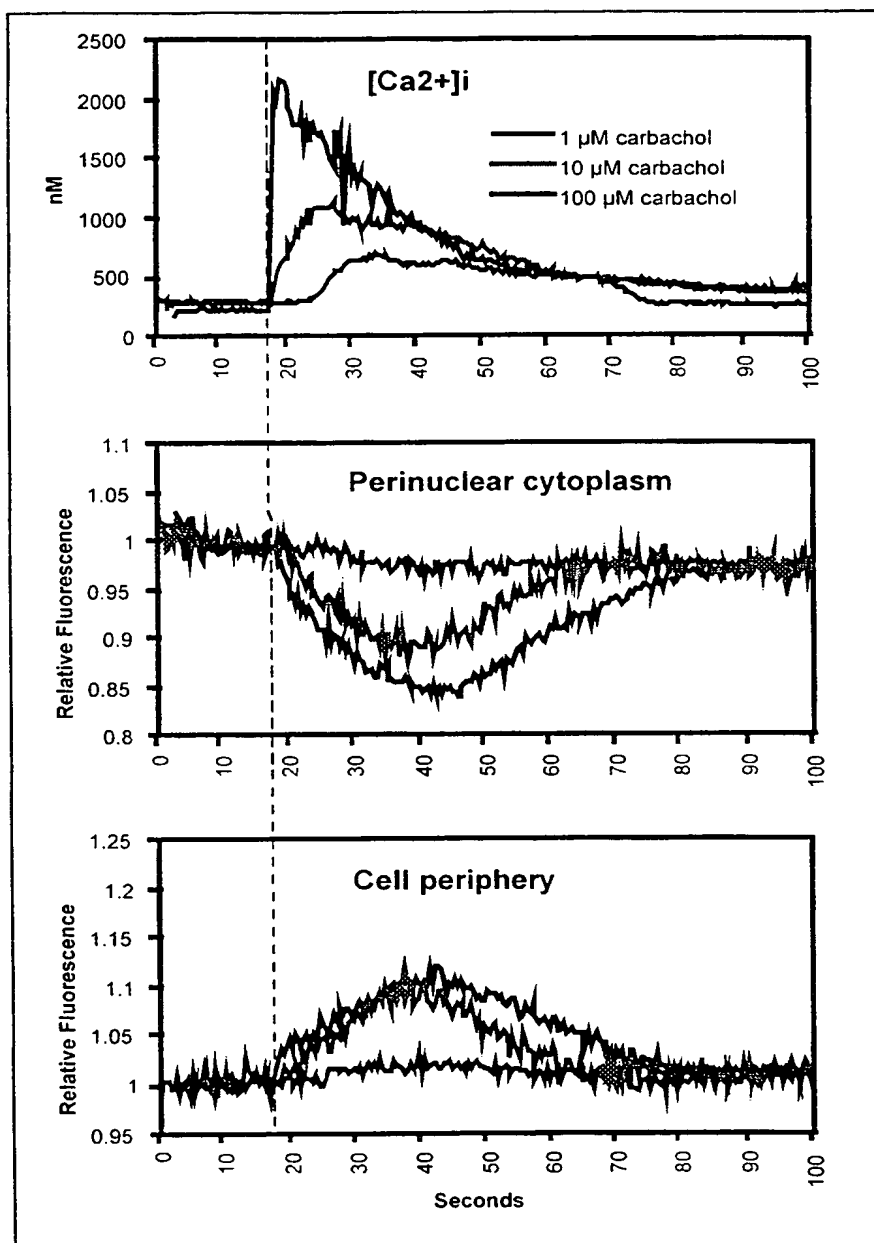 [Ca2+]i
2500
2000
1500
1000
500
0
nM
1 µM carbachol
10 µM carbachol
100 µM carbachol
0 10 20 30 40 50 60 70 80 90 100
Perinuclear cytoplasm
1.1
1.05
1
0.95
0.9
0.85
0.8
Relative Fluorescence
0 10 20 30 40 50 60 70 80 90 100
Cell periphery
1.25
1.2
1.15
1.1
1.05
1
0.95
Relative Fluorescence
0 10 20 30 40 50 60 70 80 90 100
Seconds